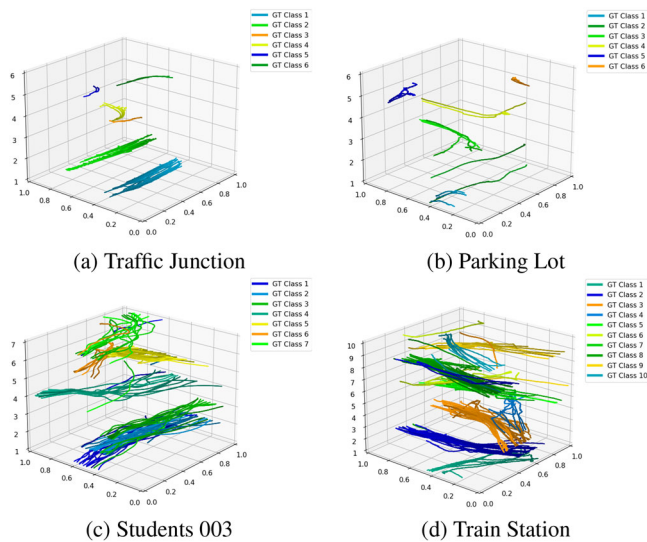 GT Class 1
GT Class 2
GT Class 3
GT Class 4
GT Class 5
GT Class 6
6
5
4
3
2
1
1.0
0.8
0.6
0.4
0.2
0.0
0.0
0.2
0.4
0.6
0.8
1.0
(a) Traffic Junction
GT Class 1
GT Class 2
GT Class 3
GT Class 4
GT Class 5
GT Class 6
6
5
4
3
2
1
1.0
0.8
0.6
0.4
0.2
0.0
0.0
0.2
0.4
0.6
0.8
1.0
(b) Parking Lot
GT Class 1
GT Class 2
GT Class 3
GT Class 4
GT Class 5
GT Class 6
GT Class 7
7
6
5
4
3
2
1
1.0
0.8
0.6
0.4
0.2
0.0
0.0
0.2
0.4
0.6
0.8
1.0
(c) Students 003
GT Class 1
GT Class 2
GT Class 3
GT Class 4
GT Class 5
GT Class 6
GT Class 7
GT Class 8
GT Class 9
GT Class 10
10
9
8
7
6
5
4
3
2
1
1.0
0.8
0.6
0.4
0.2
0.0
0.0
0.2
0.4
0.6
0.8
1.0
(d) Train Station